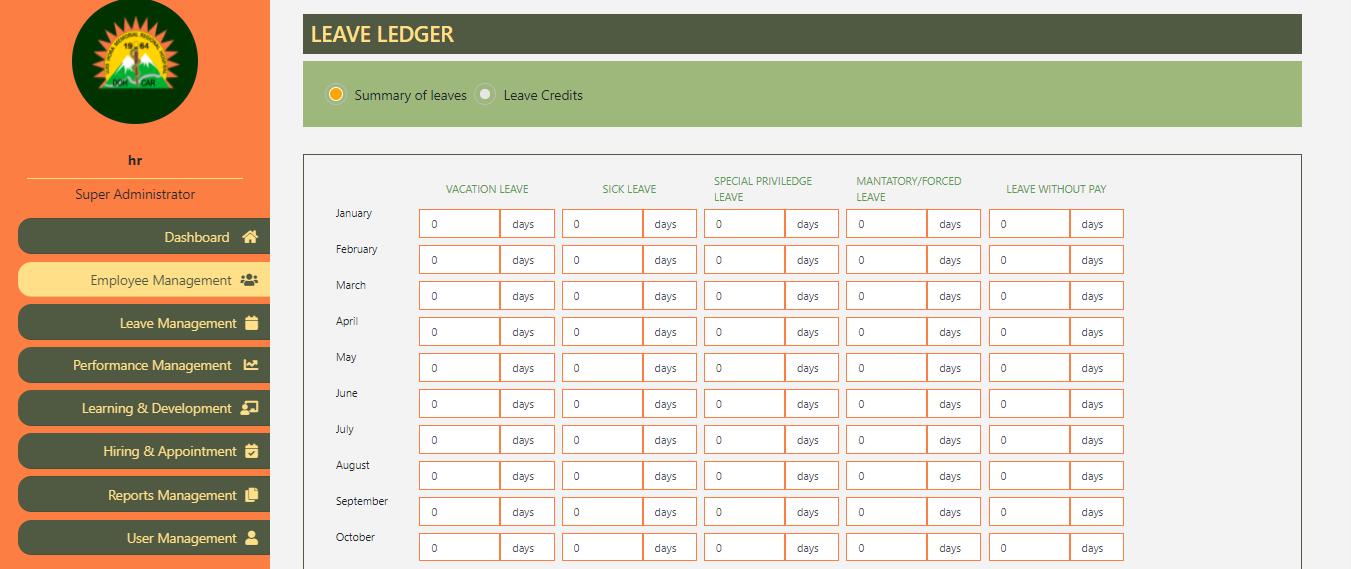 19 64
DOH CAR
hr
Super Administrator
Dashboard
Employee Management
Leave Management
Performance Management
Learning & Development
Hiring & Appointment
Reports Management
User Management
LEAVE LEDGER
Summary of leaves Leave Credits
VACATION LEAVE SICK LEAVE SPECIAL PRIVILEDGE LEAVE MANTATORY/FORCED LEAVE LEAVE WITHOUT PAY
January 0 days 0 days 0 days 0 days 0 days
February 0 days 0 days 0 days 0 days 0 days
March 0 days 0 days 0 days 0 days 0 days
April 0 days 0 days 0 days 0 days 0 days
May 0 days 0 days 0 days 0 days 0 days
June 0 days 0 days 0 days 0 days 0 days
July 0 days 0 days 0 days 0 days 0 days
August 0 days 0 days 0 days 0 days 0 days
September 0 days 0 days 0 days 0 days 0 days
October 0 days 0 days 0 days 0 days 0 days